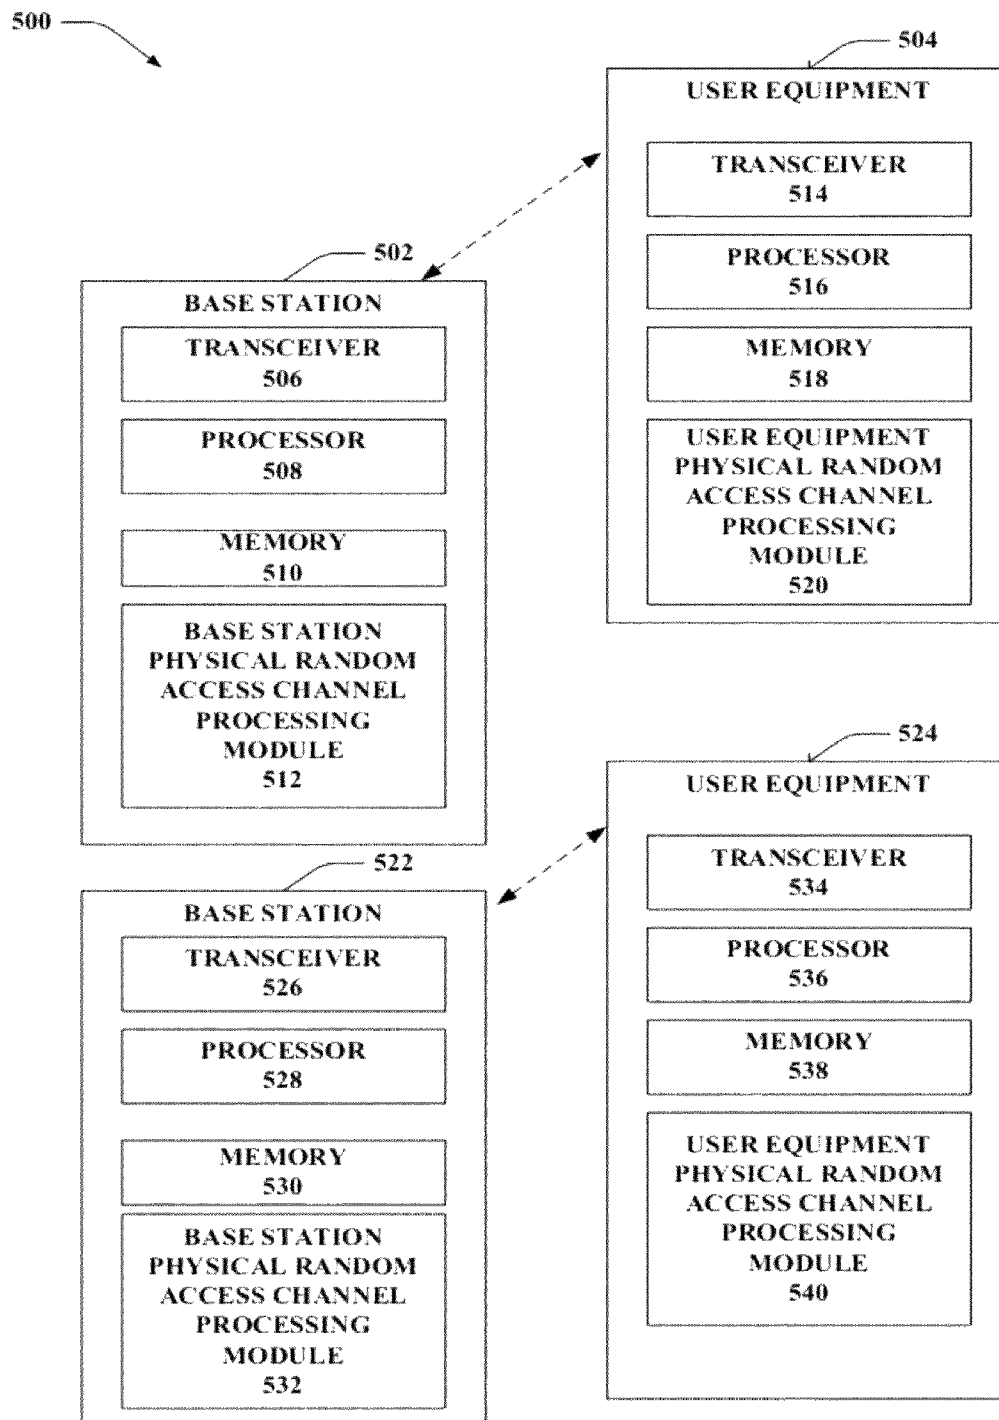 500
504
USER EQUIPMENT
TRANSCEIVER
514
PROCESSOR
516
MEMORY
518
USER EQUIPMENT
PHYSICAL RANDOM
ACCESS CHANNEL
PROCESSING
MODULE
520
502
BASE STATION
TRANSCEIVER
506
PROCESSOR
508
MEMORY
510
BASE STATION
PHYSICAL RANDOM
ACCESS CHANNEL
PROCESSING
MODULE
512
524
USER EQUIPMENT
TRANSCEIVER
534
PROCESSOR
536
MEMORY
538
USER EQUIPMENT
PHYSICAL RANDOM
ACCESS CHANNEL
PROCESSING
MODULE
540
522
BASE STATION
TRANSCEIVER
526
PROCESSOR
528
MEMORY
530
BASE STATION
PHYSICAL RANDOM
ACCESS CHANNEL
PROCESSING
MODULE
532